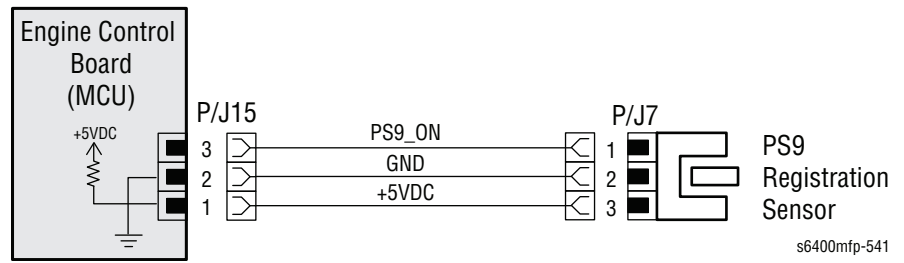 Engine Control
Board
(MCU)
+5VDC
P/J15
3
2
1
PS9_ON
GND
+5VDC
P/J7
1
2
3
PS9
Registration
Sensor
s6400mfp-541